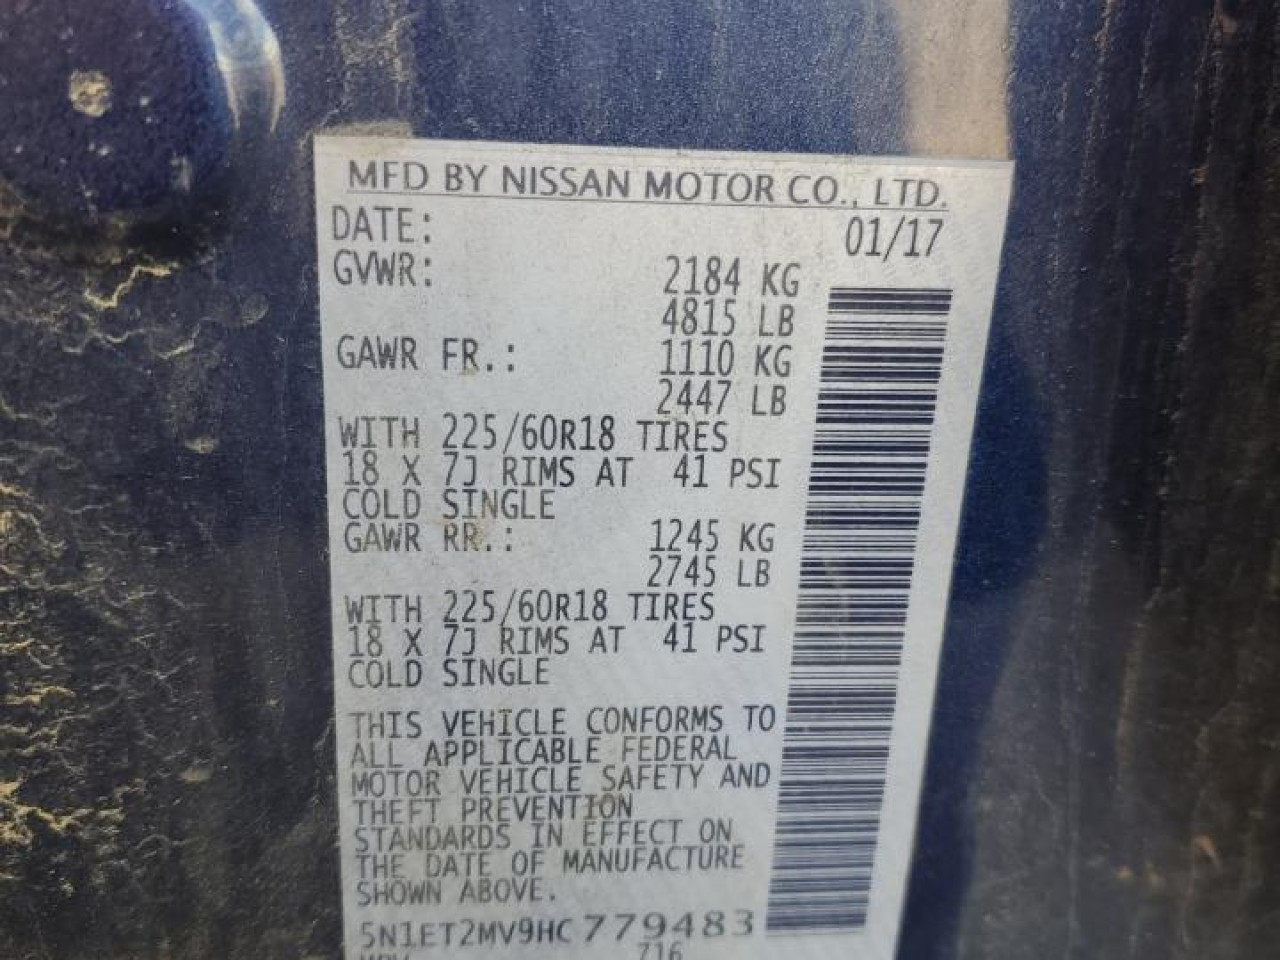 MFD BY NISSAN MOTOR CO., LTD.
DATE: 01/17
GVWR: 2184 KG
4815 LB
GAWR FR.: 1110 KG
2447 LB
WITH 225/60R18 TIRES
18 X 7J RIMS AT 41 PSI
COLD SINGLE
GAWR RR.: 1245 KG
2745 LB
WITH 225/60R18 TIRES
18 X 7J RIMS AT 41 PSI
COLD SINGLE
THIS VEHICLE CONFORMS TO
ALL APPLICABLE FEDERAL
MOTOR VEHICLE SAFETY AND
THEFT PREVENTION
STANDARDS IN EFFECT ON
THE DATE OF MANUFACTURE
SHOWN ABOVE.
5N1ET2MV9HC779483
716